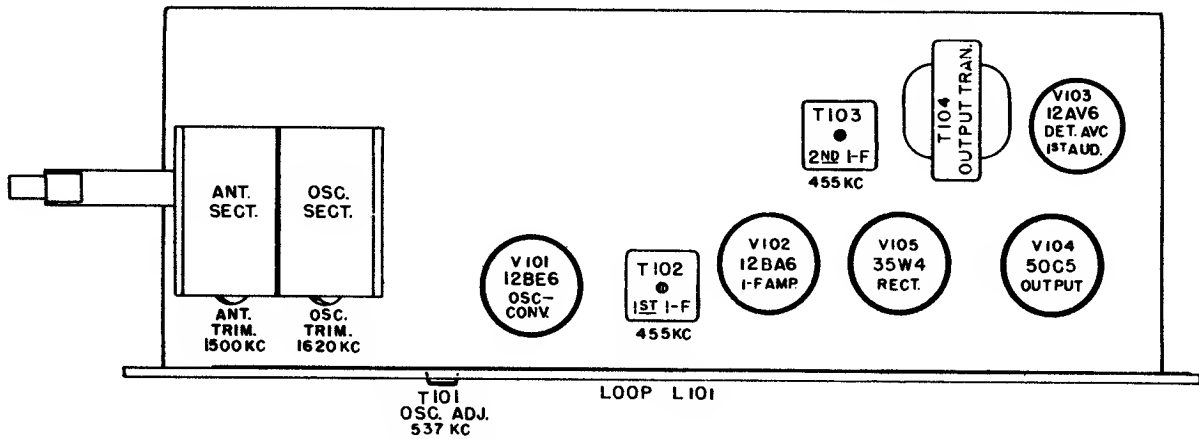 ANT.
SECT.
OSC.
SECT.
ANT.
TRIM.
1500KC
OSC.
TRIM.
1620KC
V101
12BE6
OSC-
CONV.
T102
1ST I-F
455KC
V102
12BA6
I-F AMP.
T103
2ND I-F
455KC
T104
OUTPUT TRAN.
V103
12AV6
DET. AVC
1ST AUD.
V105
35W4
RECT.
V104
50C5
OUTPUT
T101
OSC. ADJ.
537 KC
LOOP L101